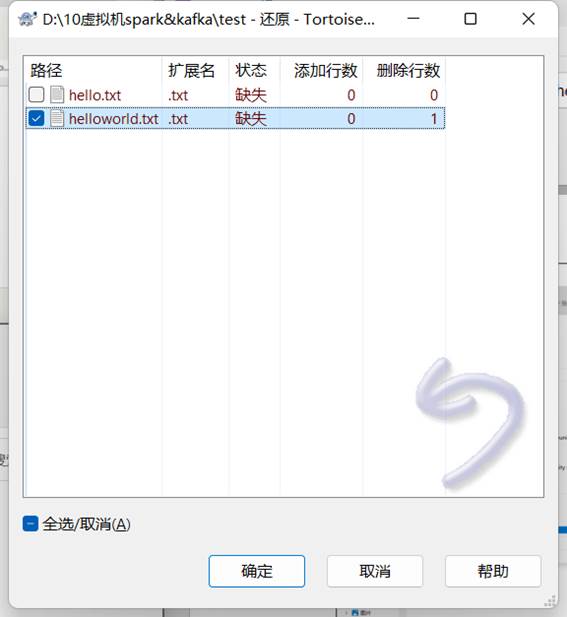 D:\10虚拟机spark&kafka\test - 还原 - Tortoise...
路径 扩展名 状态 添加行数 删除行数
hello.txt .txt 缺失 0 0
helloworld.txt .txt 缺失 0 1
全选/取消(A)
确定 取消 帮助
图片